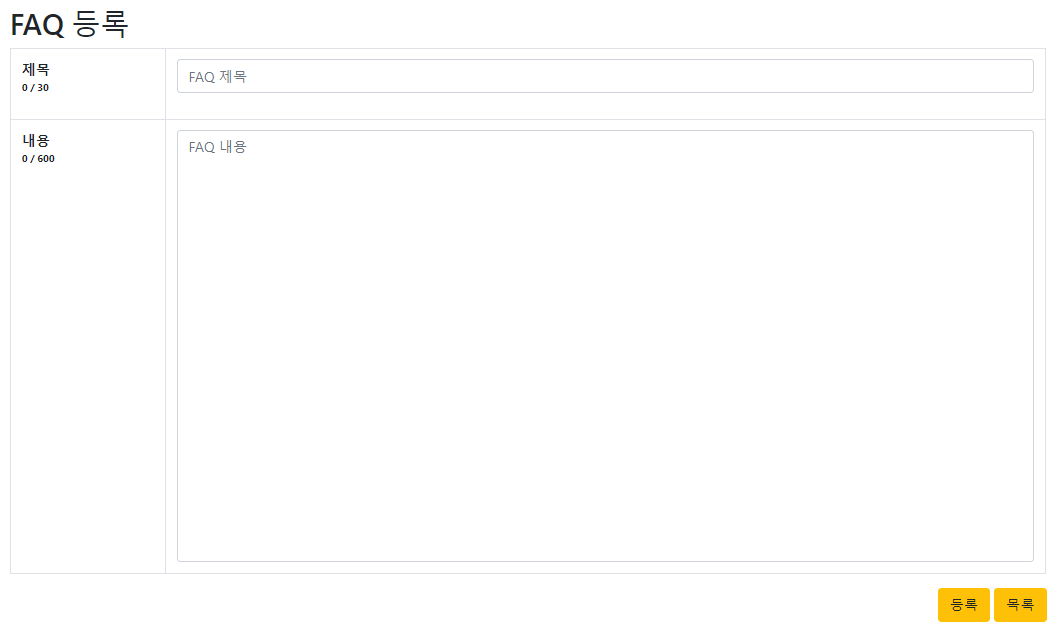 FAQ 등록
제목
0 / 30
FAQ 제목
내용
0 / 600
FAQ 내용
등록 목록